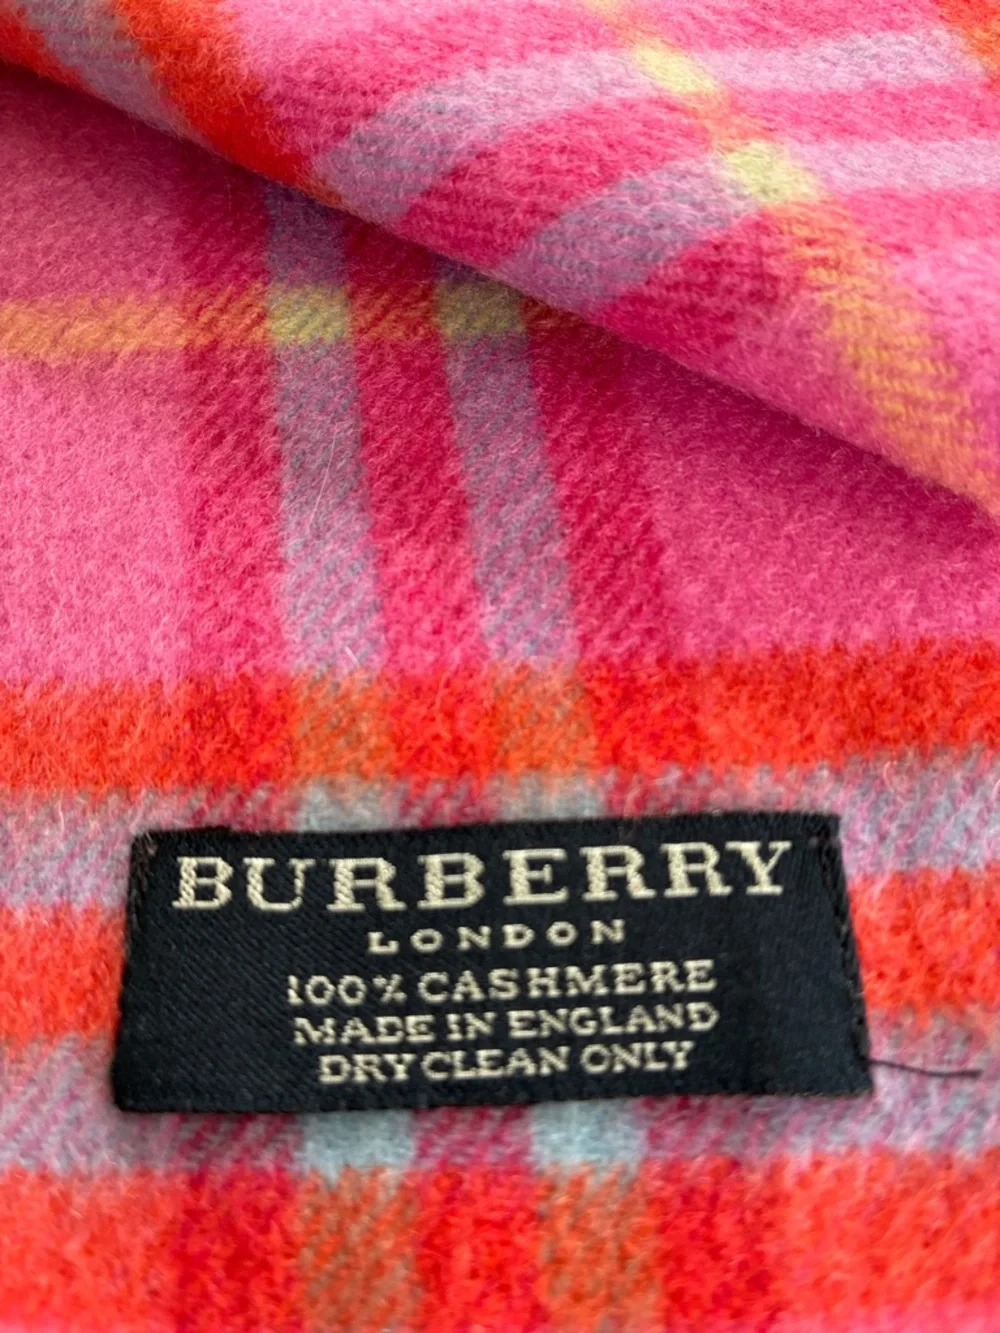 BURBERRY
LONDON
100% CASHMERE
MADE IN ENGLAND
DRY CLEAN ONLY